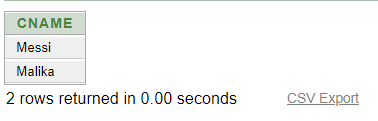 CNAME
Messi
Malika
2 rows returned in 0.00 seconds CSV Export